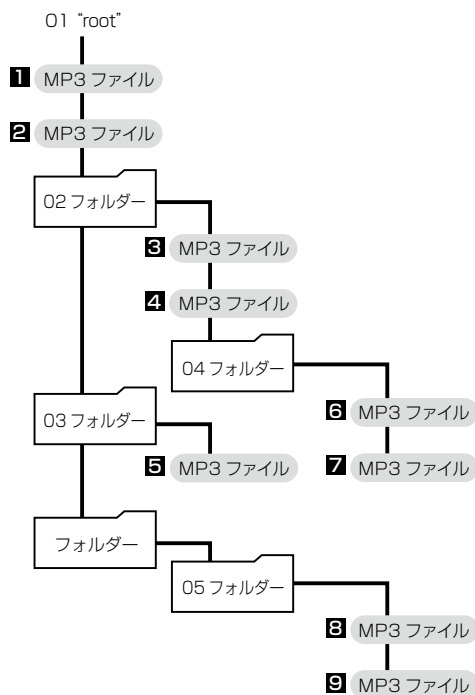 01 "root"
1 MP3 ファイル
2 MP3 ファイル
02 フォルダー
3 MP3 ファイル
4 MP3 ファイル
04 フォルダー
03 フォルダー
6 MP3 ファイル
5 MP3 ファイル
7 MP3 ファイル
フォルダー
05 フォルダー
8 MP3 ファイル
9 MP3 ファイル